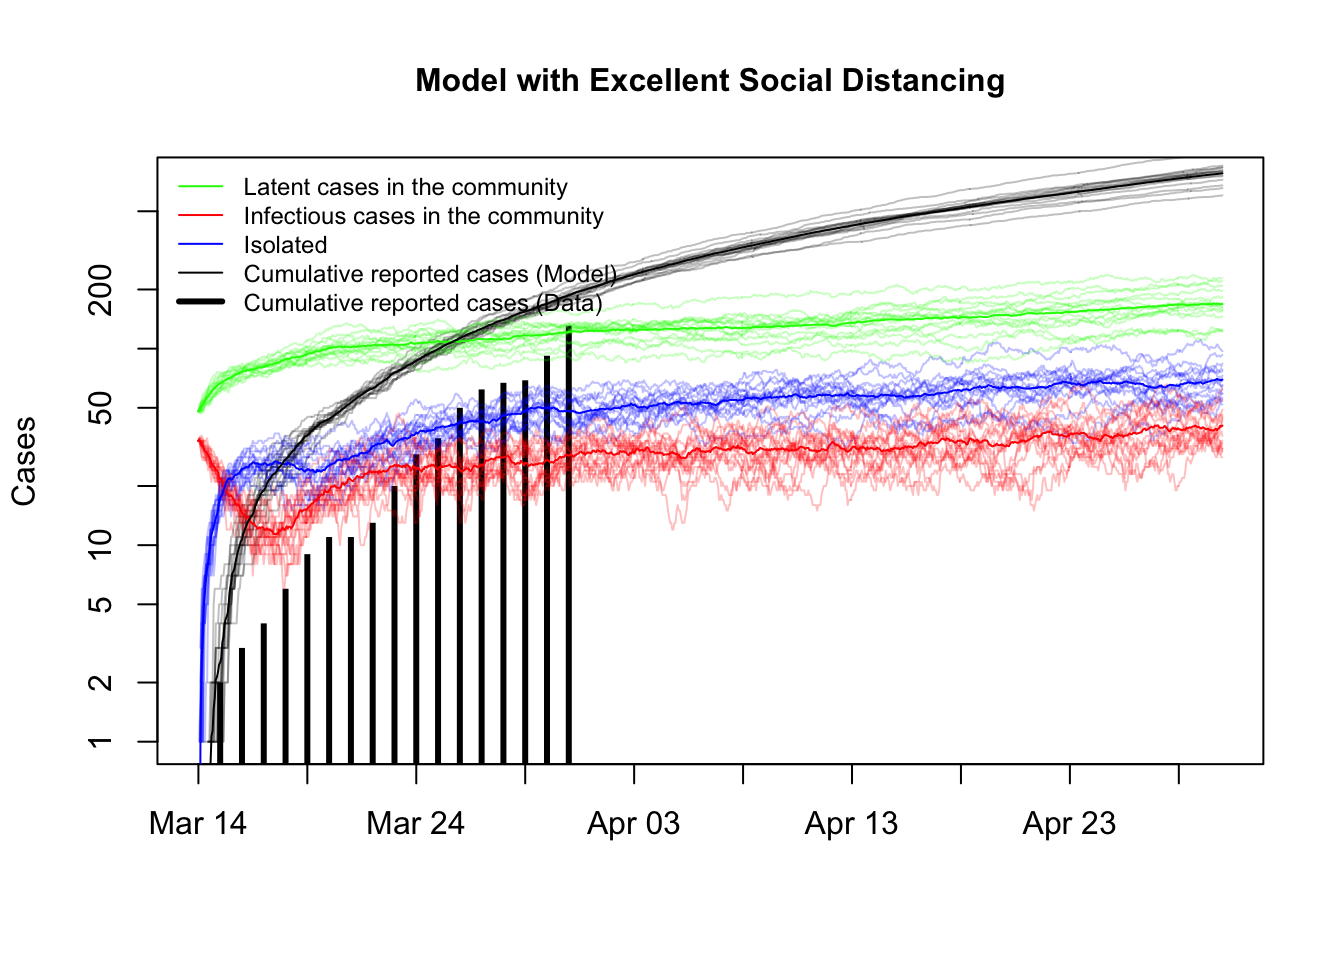 Model with Excellent Social Distancing
Latent cases in the community
Infectious cases in the community
Isolated
Cumulative reported cases (Model)
Cumulative reported cases (Data)
Cases
200
50
10
5
2
1
Mar 14
Mar 24
Apr 03
Apr 13
Apr 23